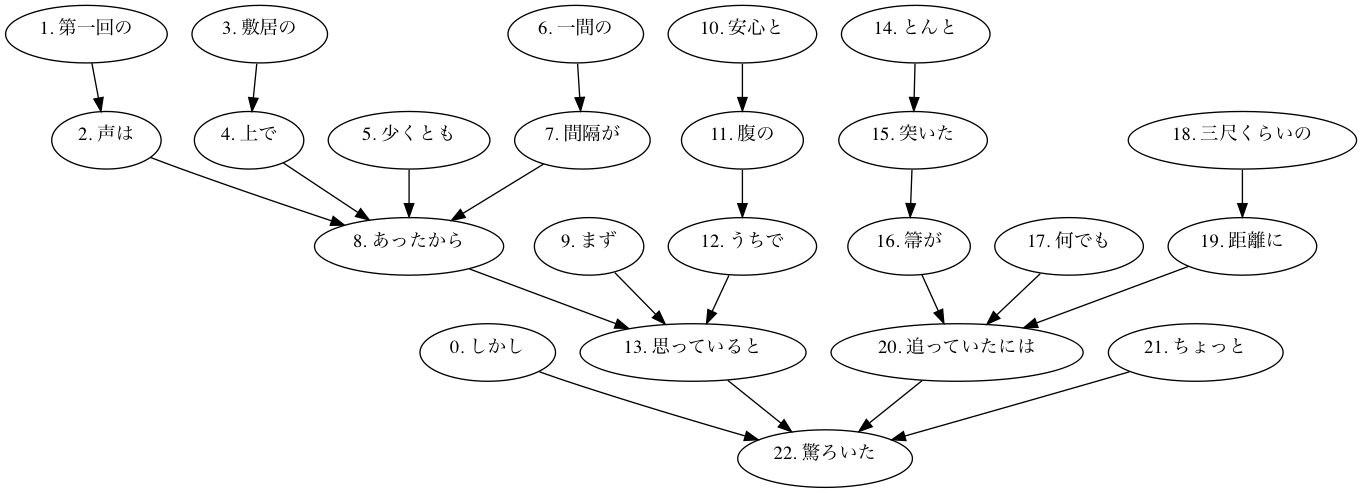 1. 第一回の
3. 敷居の
6. 一間の
10. 安心と
14. とんと
2. 声は
4. 上で
5. 少くとも
7. 間隔が
11. 腹の
15. 突いた
18. 三尺くらいの
8. あったから
9. まず
12. うちで
16. 箒が
17. 何でも
19. 距離に
0. しかし
13. 思っていると
20. 追っていたには
21. ちょっと
22. 驚ろいた